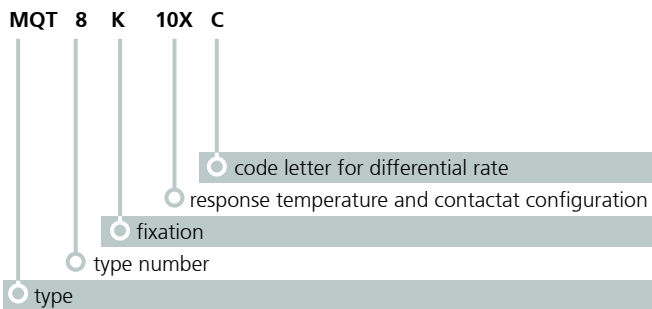 MQT 8 K 10X C
code letter for differential rate
response temperature and contactat configuration
fixation
type number
type